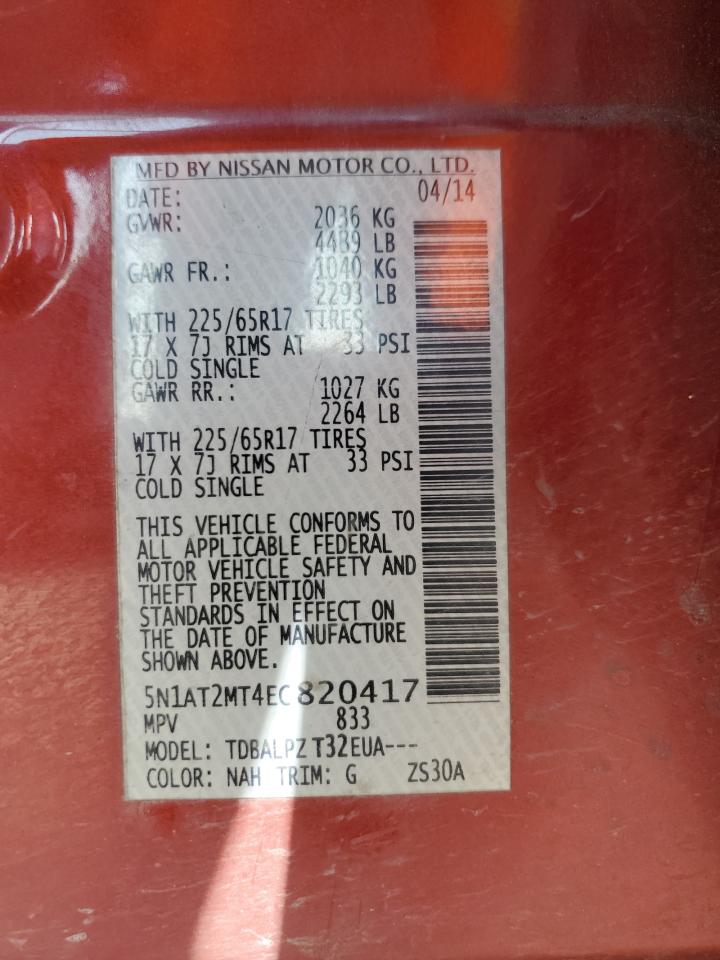 MFD BY NISSAN MOTOR CO., LTD.
DATE: 04/14
GVWR: 2036 KG
4489 LB
GAWR FR.: 1040 KG
2293 LB
WITH 225/65R17 TIRES
17 X 7J RIMS AT 33 PSI
COLD SINGLE
GAWR RR.: 1027 KG
2264 LB
WITH 225/65R17 TIRES
17 X 7J RIMS AT 33 PSI
COLD SINGLE
THIS VEHICLE CONFORMS TO
ALL APPLICABLE FEDERAL
MOTOR VEHICLE SAFETY AND
THEFT PREVENTION
STANDARDS IN EFFECT ON
THE DATE OF MANUFACTURE
SHOWN ABOVE.
5N1AT2MT4EC820417
MPV 833
MODEL: TDBALPZ T32EUA---
COLOR: NAH TRIM: G ZS30A